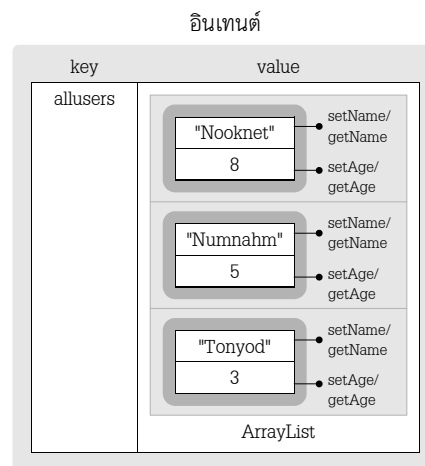 อินเทนต์
key value
allusers
"Nooknet"
8
setName/
getName
setAge/
getAge
"Numnahm"
5
setName/
getName
setAge/
getAge
"Tonyod"
3
setName/
getName
setAge/
getAge
ArrayList